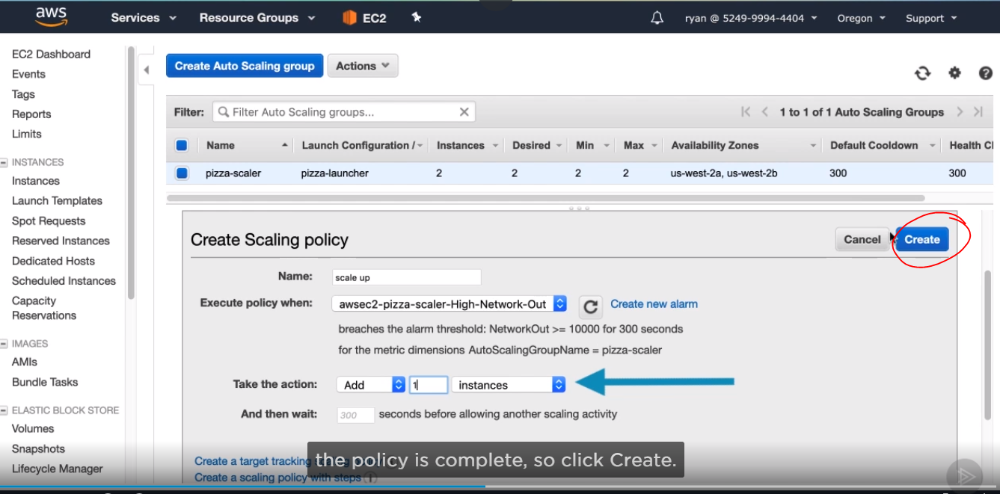 aws Services Resource Groups EC2 ryan @ 5249-9994-4404 Oregon Support
EC2 Dashboard
Events
Tags
Reports
Limits
INSTANCES
Instances
Launch Templates
Spot Requests
Reserved Instances
Dedicated Hosts
Scheduled Instances
Capacity
Reservations
IMAGES
AMIs
Bundle Tasks
ELASTIC BLOCK STORE
Volumes
Snapshots
Lifecycle Manager
Create Auto Scaling group Actions
Filter: Filter Auto Scaling groups... 1 to 1 of 1 Auto Scaling Groups
Name Launch Configuration / Instances Desired Min Max Availability Zones Default Cooldown Health
pizza-scaler pizza-launcher 2 2 2 2 us-west-2a, us-west-2b 300 300
Create Scaling policy Cancel Create
Name: scale up
Execute policy when: awsec2-pizza-scaler-High-Network-Out Create new alarm
breaches the alarm threshold: NetworkOut >= 10000 for 300 seconds
for the metric dimensions AutoScalingGroupName = pizza-scaler
Take the action: Add 1 instances
And then wait: 300 seconds before allowing another scaling activity
the policy is complete, so click Create.
Create a target tracking scaling policy
Create a scaling policy with steps